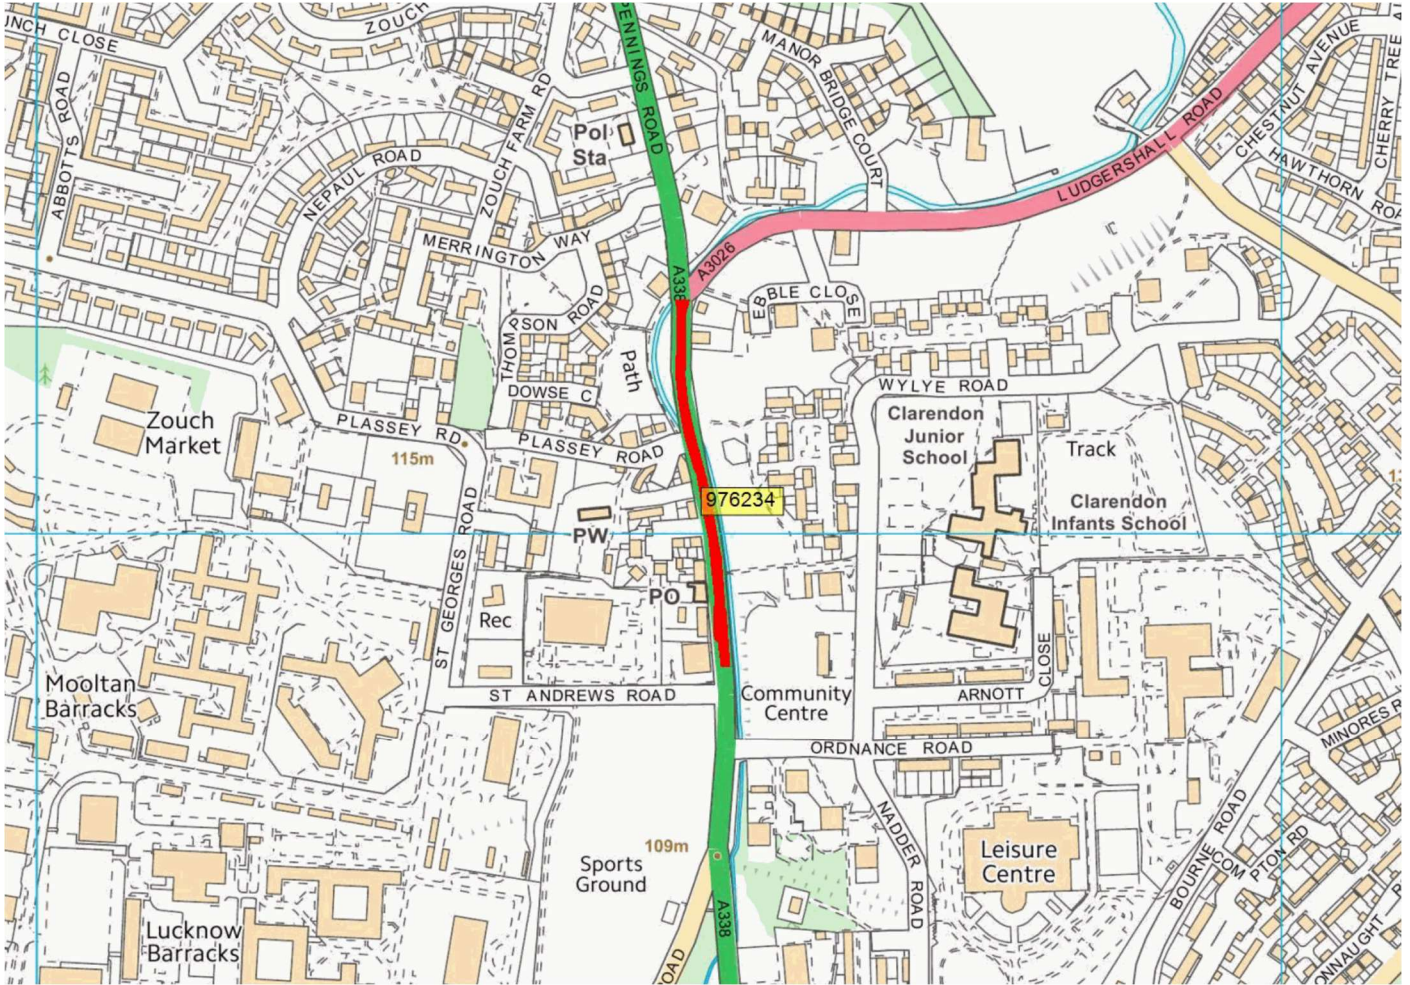 UNCH CLOSE
ZOUCH
PENNINGS ROAD
MANOR BRIDGE COURT
CHESTNUT AVENUE
CHERRY TREE
ABBOTTS ROAD
Pol
Sta
ZOUCH FARM RD
NEPAUL ROAD
LUDGERSHALL ROAD
HAWTHORN ROA
MERRINGTON WAY
A3026
A338
EBBLE CLOSE
THOMPSON ROAD
Path
DOWSE C
WYLYE ROAD
Zouch
Market
PLASSEY RD
115m
PLASSEY ROAD
Clarendon
Junior
School
Track
Clarendon
Infants School
976234
ST GEORGES ROAD
PW
PO
Rec
Mooltan
Barracks
ST ANDREWS ROAD
Community
Centre
ARNOTT CLOSE
ORDNANCE ROAD
MINORES R
NADDER ROAD
BOURNE ROAD
COMPTON RD
109m
Sports
Ground
Leisure
Centre
Lucknow
Barracks
A338
OAD
ONNAUGHT